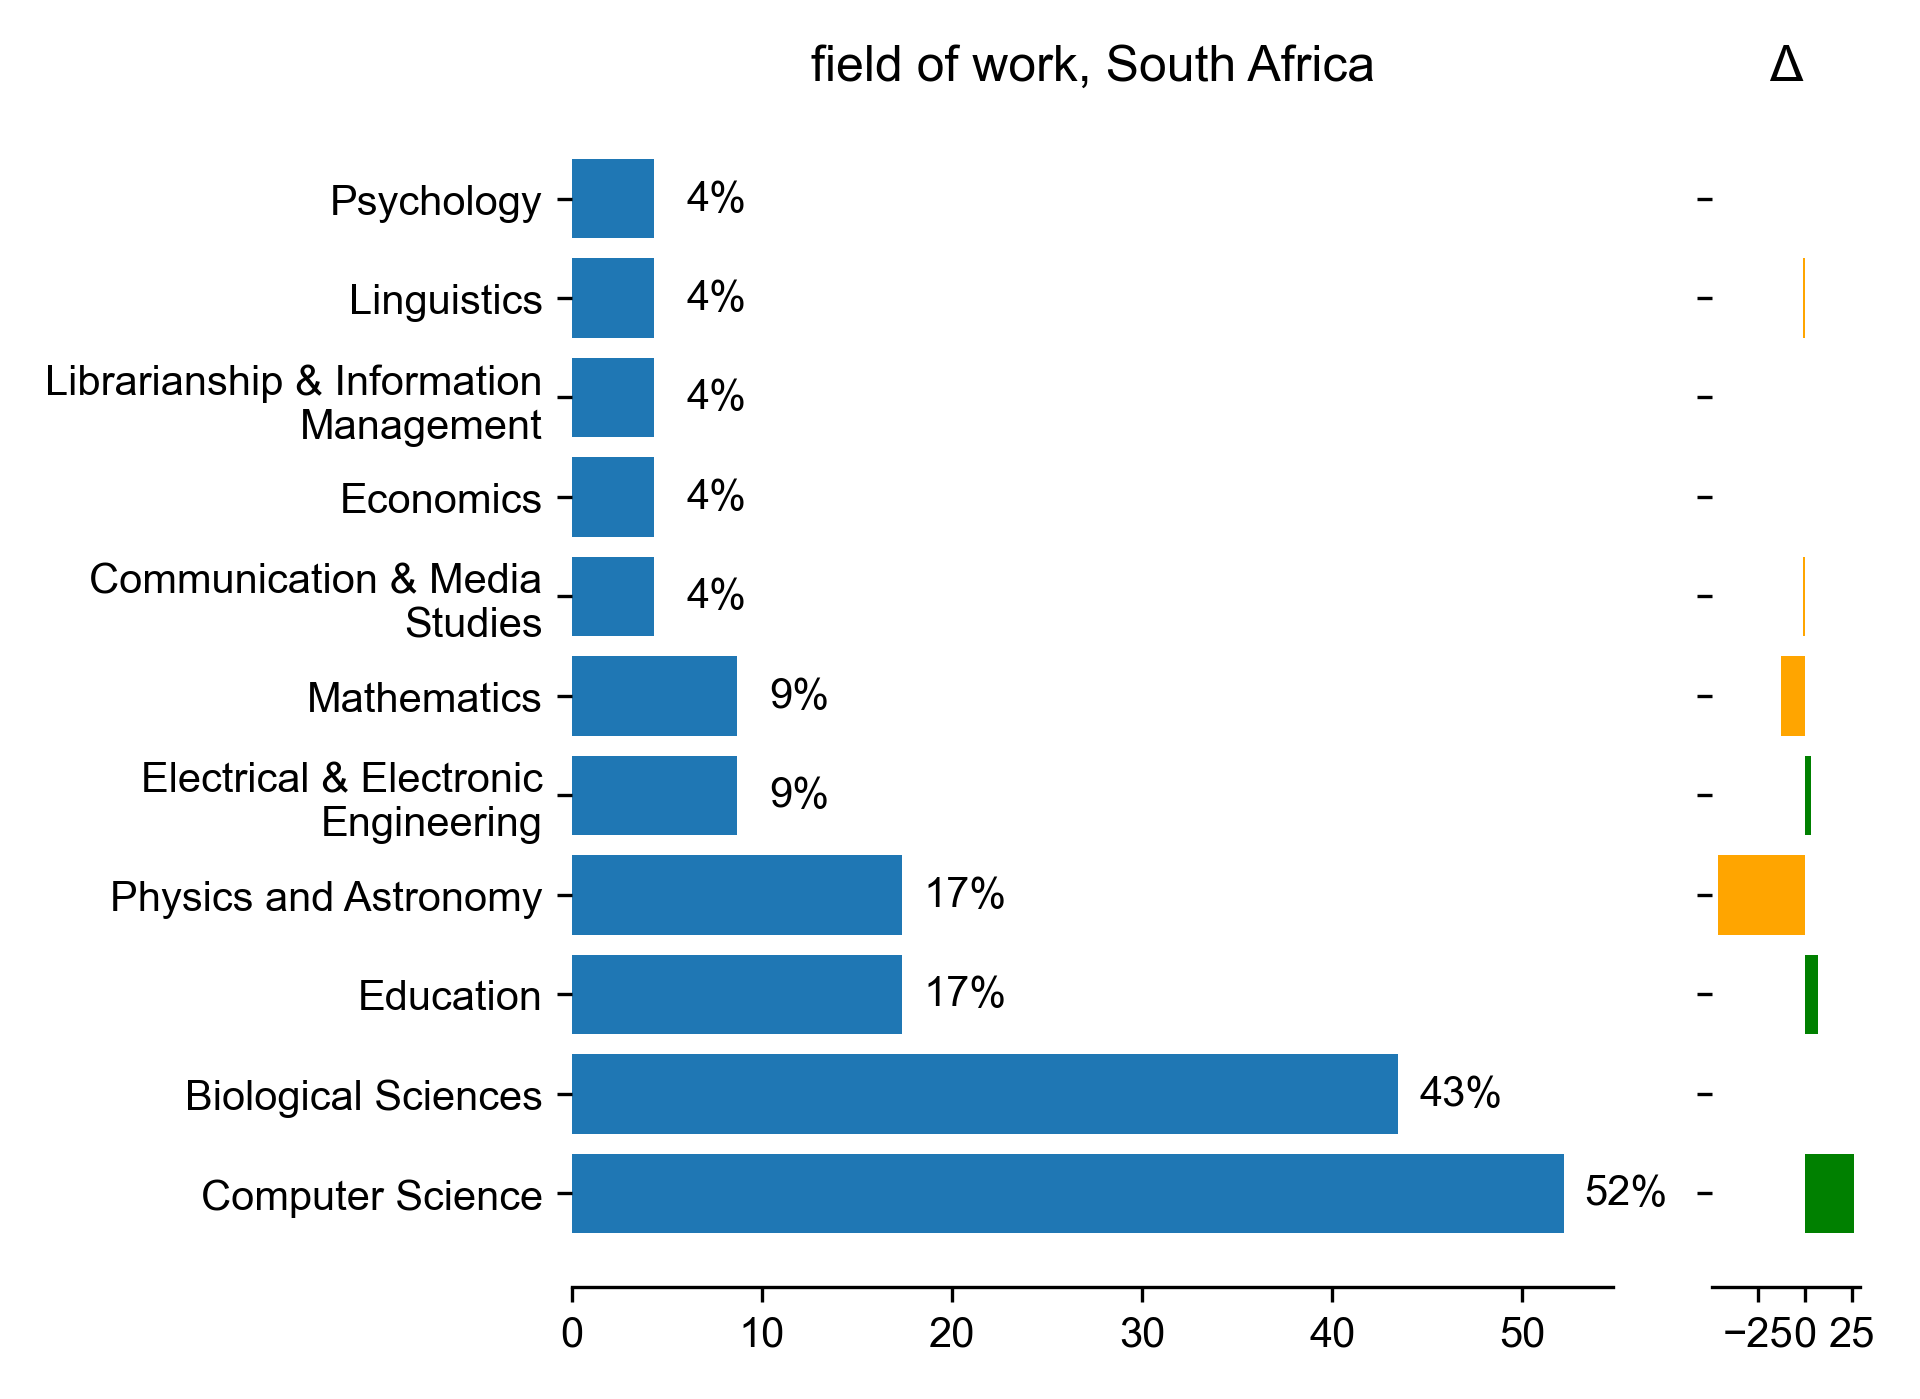 field of work, South Africa
Δ
Psychology
4%
Linguistics
4%
Librarianship & Information
Management
4%
Economics
4%
Communication & Media
Studies
4%
Mathematics
9%
Electrical & Electronic
Engineering
9%
Physics and Astronomy
17%
Education
17%
Biological Sciences
43%
Computer Science
52%
0 10 20 30 40 50
−25 0 25